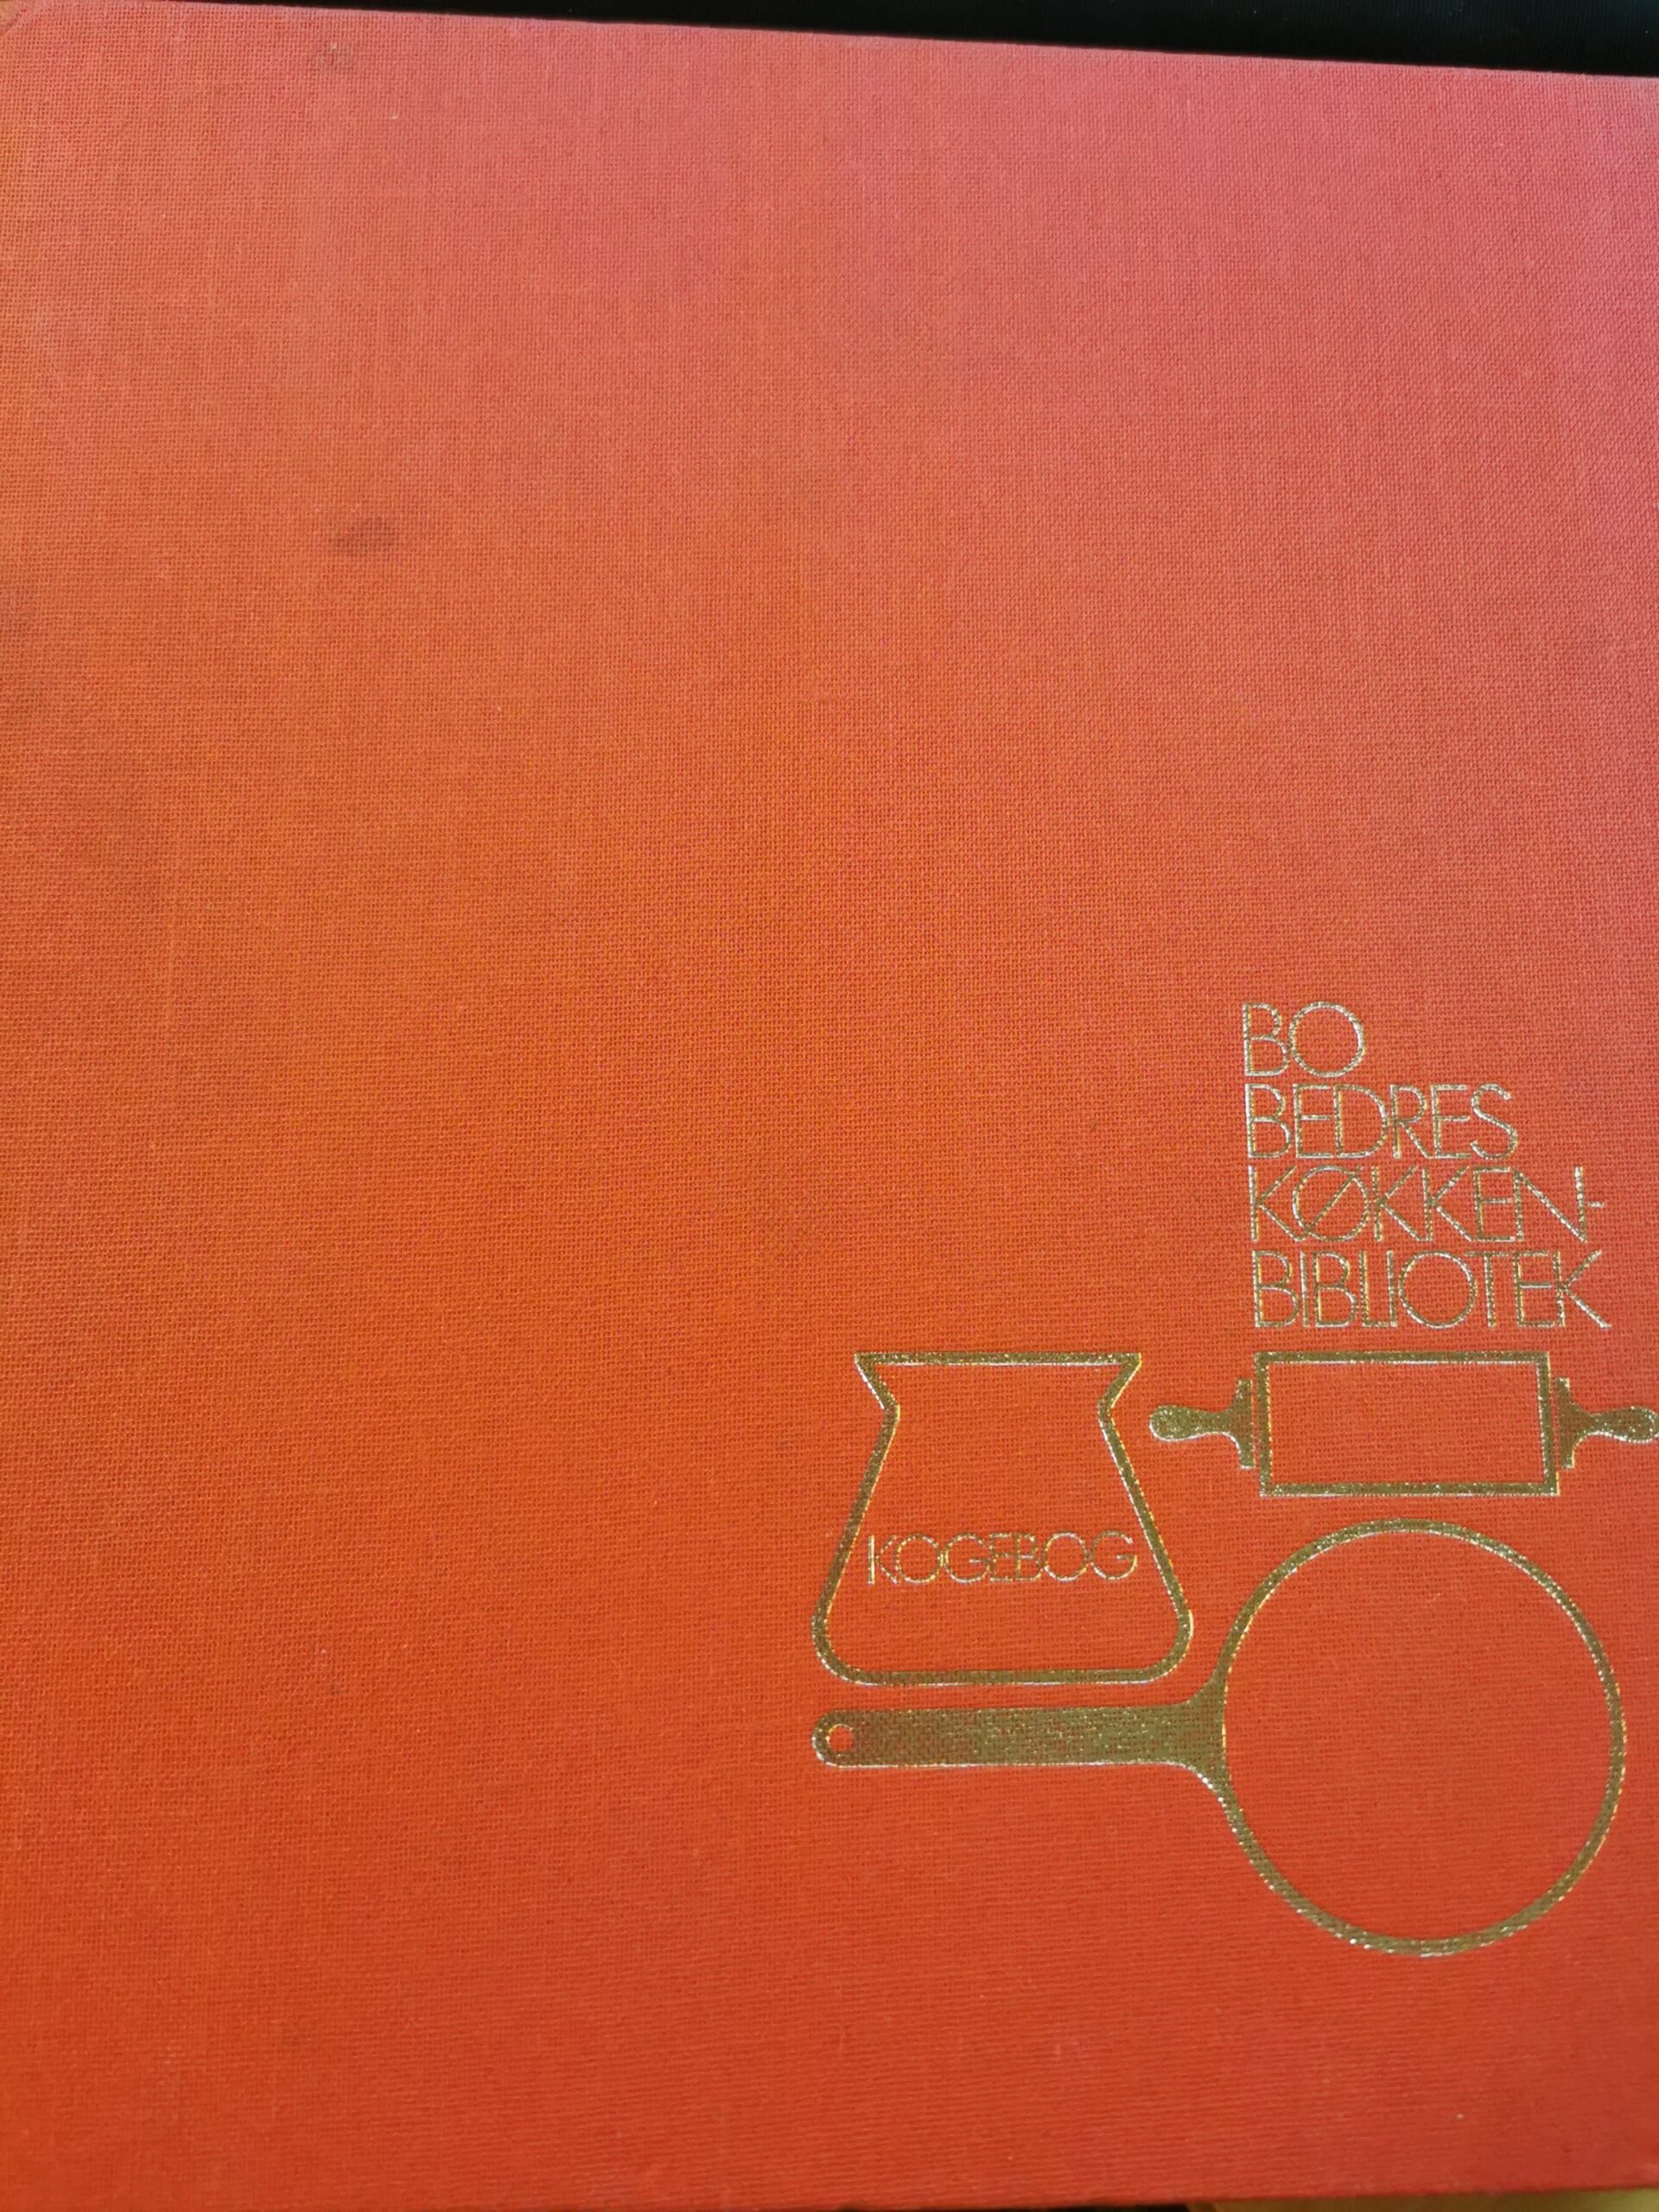 BO
BEDRES
KØKKEN-
BIBLIOTEK
KOGEBOG